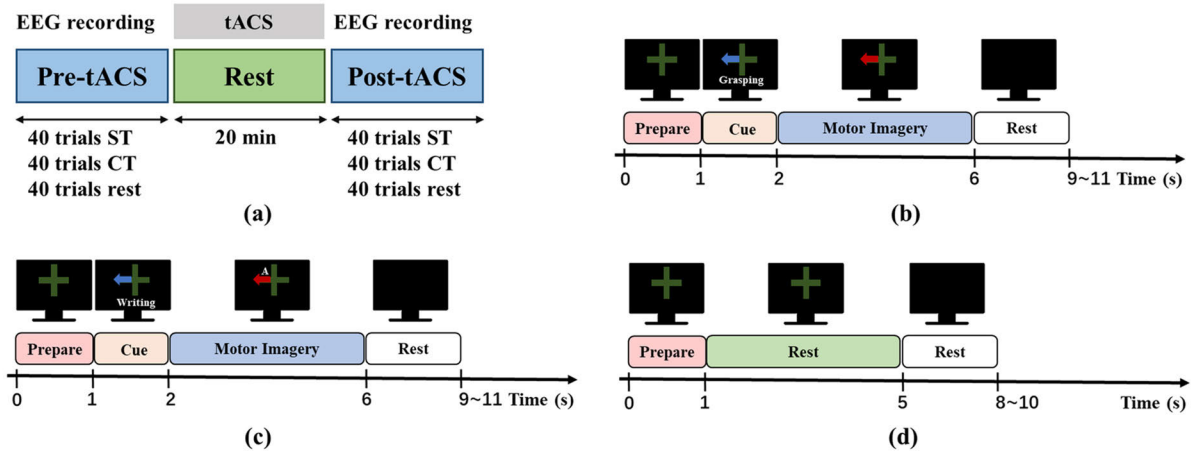 EEG recording tACS EEG recording
Pre-tACS Rest Post-tACS
40 trials ST 20 min 40 trials ST
40 trials CT 40 trials CT
40 trials rest 40 trials rest
(a)
Grasping
Prepare Cue Motor Imagery Rest
0 1 2 6 9~11 Time (s)
(b)
A
Writing
Prepare Cue Motor Imagery Rest
0 1 2 6 9~11 Time (s)
(c)
Prepare Rest Rest
0 1 5 8~10 Time (s)
(d)